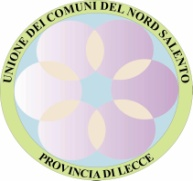 UNIONE DEI COMUNI DEL NORD SALENTO
PROVINCIA DI LECCE